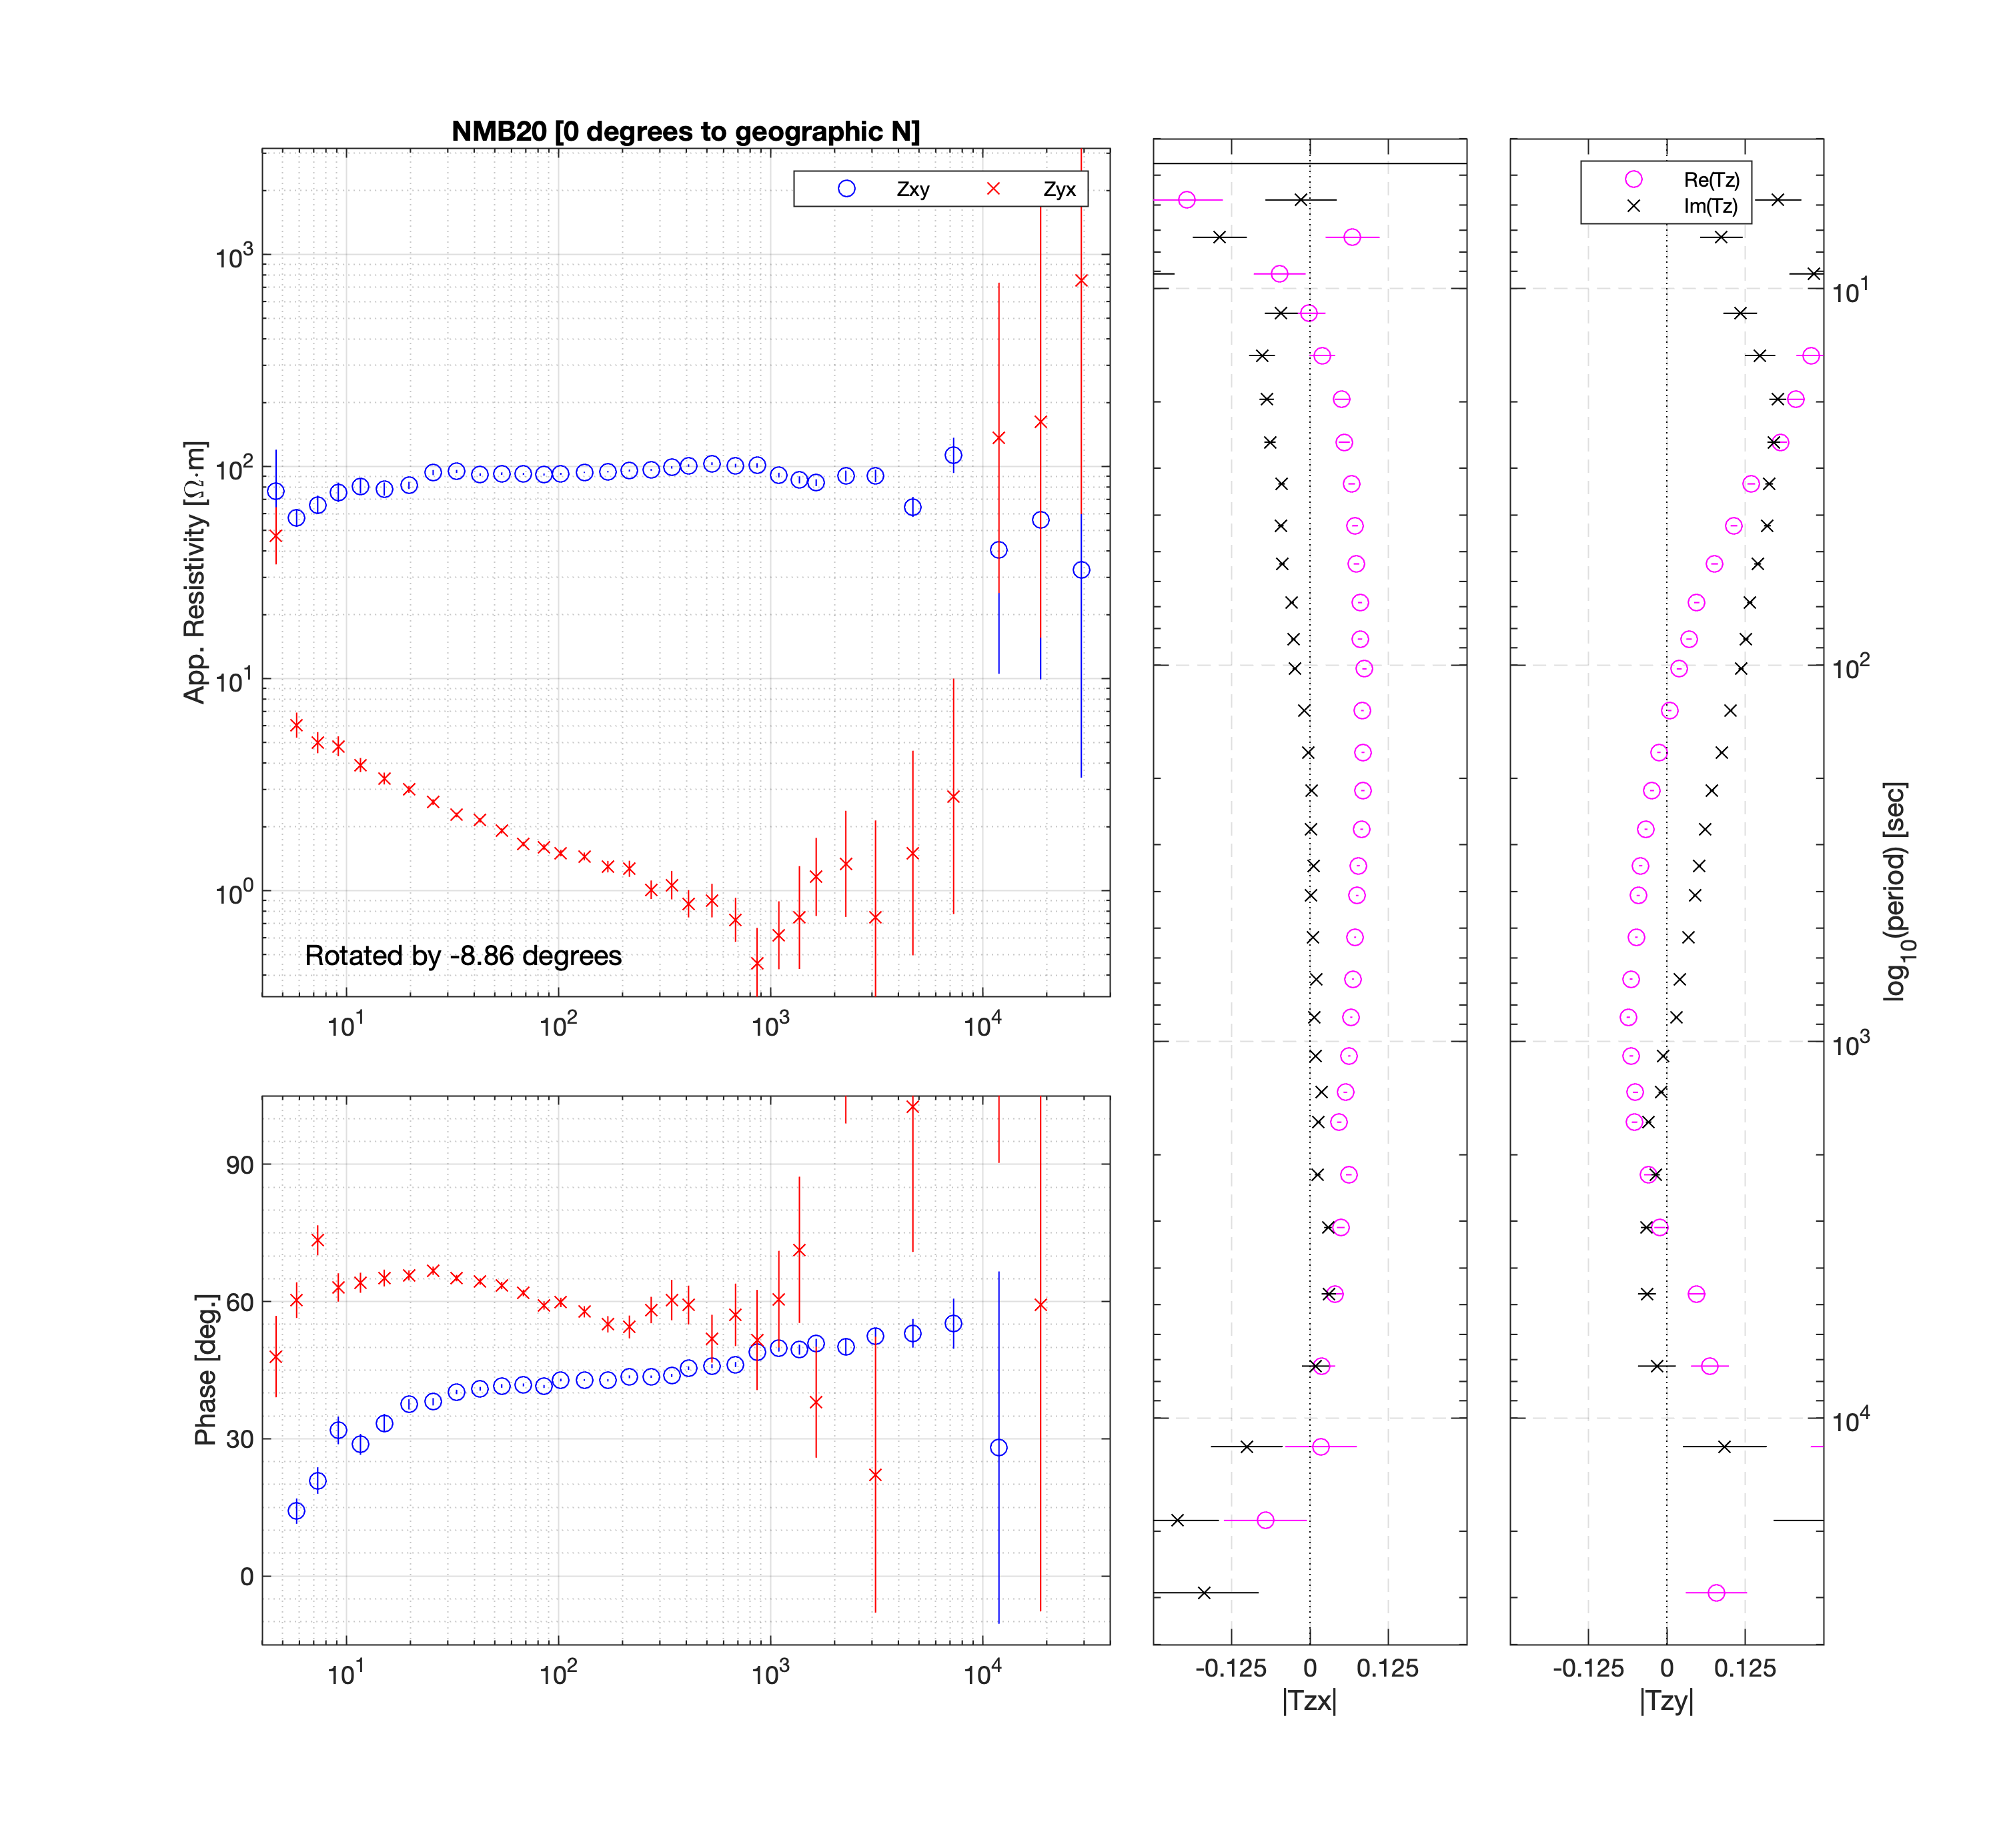 NMB20 [0 degrees to geographic N]
Zxy Zyx
App. Resistivity [Ω·m]
10³
10²
10¹
10⁰
Rotated by -8.86 degrees
10¹ 10² 10³ 10⁴
Phase [deg.]
90
60
30
0
10¹ 10² 10³ 10⁴
-0.125 0 0.125
|Tzx|
Re(Tz)
Im(Tz)
10¹
10²
10³
10⁴
log₁₀(period) [sec]
-0.125 0 0.125
|Tzy|